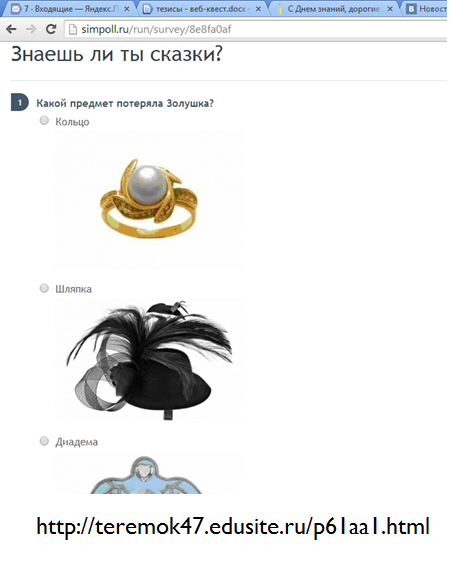 7 - Входящие — Яндекс.П
тезисы - веб-квест.docx -
С Днем знаний, дорогие
Новост
simpoll.ru/run/survey/8e8fa0af
Знаешь ли ты сказки?
1 Какой предмет потеряла Золушка?
Кольцо
Шляпка
Диадема
http://teremok47.edusite.ru/p61aa1.html